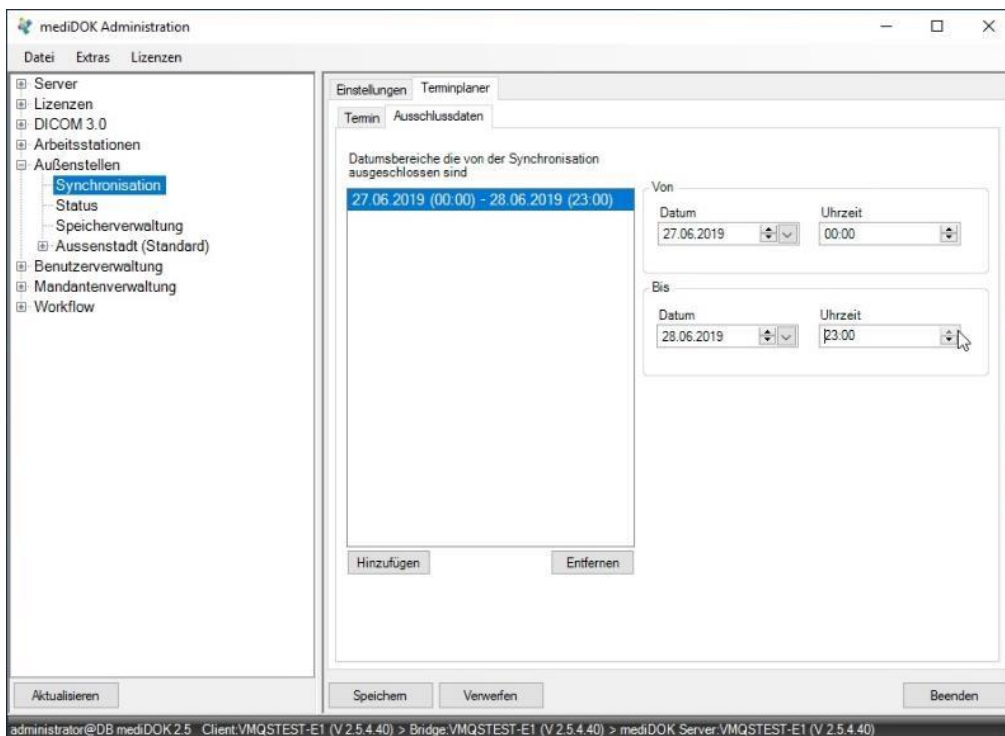 mediDOK Administration
Datei Extras Lizenzen
Server
Lizenzen
DICOM 3.0
Arbeitsstationen
Außenstellen
Synchronisation
Status
Speicherverwaltung
Aussenstadt (Standard)
Benutzerverwaltung
Mandantenverwaltung
Workflow
Aktualisieren
Einstellungen Terminplaner
Termin Ausschlussdaten
Datumsbereiche die von der Synchronisation
ausgeschlossen sind
27.06.2019 (00:00) - 28.06.2019 (23:00)
Hinzufügen Entfernen
Von
Datum Uhrzeit
27.06.2019 00:00
Bis
Datum Uhrzeit
28.06.2019 23:00
Speichern Verwerfen Beenden
administrator@DB mediDOK 2.5 Client:VMQSTEST-E1 (V 2.5.4.40) > Bridge:VMQSTEST-E1 (V 2.5.4.40) > mediDOK Server:VMQSTEST-E1 (V 2.5.4.40)